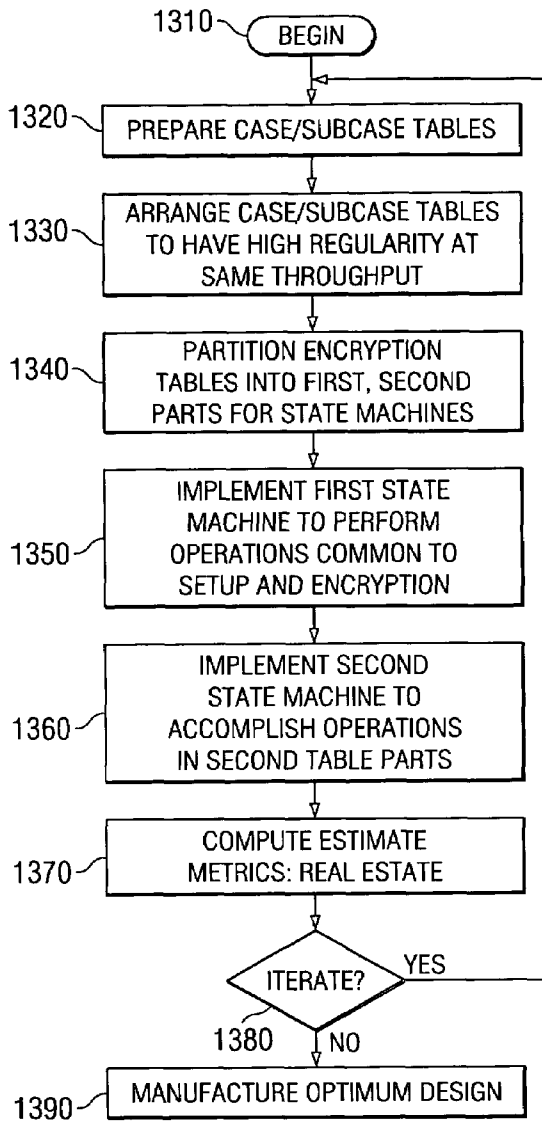 1310
BEGIN
1320
PREPARE CASE/SUBCASE TABLES
1330
ARRANGE CASE/SUBCASE TABLES
TO HAVE HIGH REGULARITY AT
SAME THROUGHPUT
1340
PARTITION ENCRYPTION
TABLES INTO FIRST, SECOND
PARTS FOR STATE MACHINES
1350
IMPLEMENT FIRST STATE
MACHINE TO PERFORM
OPERATIONS COMMON TO
SETUP AND ENCRYPTION
1360
IMPLEMENT SECOND
STATE MACHINE TO
ACCOMPLISH OPERATIONS
IN SECOND TABLE PARTS
1370
COMPUTE ESTIMATE
METRICS: REAL ESTATE
ITERATE?
YES
1380
NO
1390
MANUFACTURE OPTIMUM DESIGN